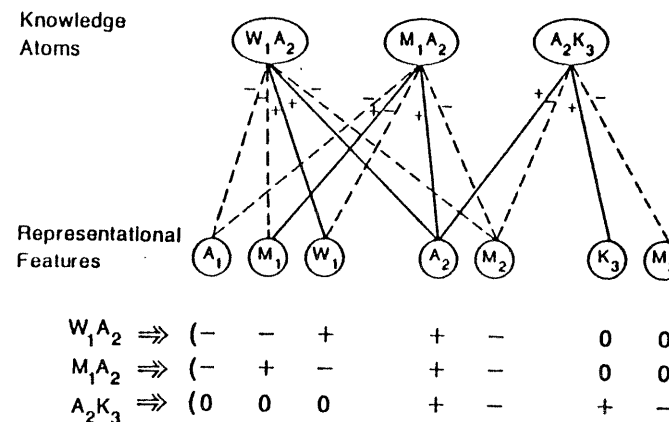 Knowledge
Atoms
W₁A₂ M₁A₂ A₂K₃
− − + + − − + − + − + − + −
Representational
Features
A₁ M₁ W₁ A₂ M₂ K₃ M
W₁A₂ ⇒ (− − + + − 0 0
M₁A₂ ⇒ (− + − + − 0 0
A₂K₃ ⇒ (0 0 0 + − + −